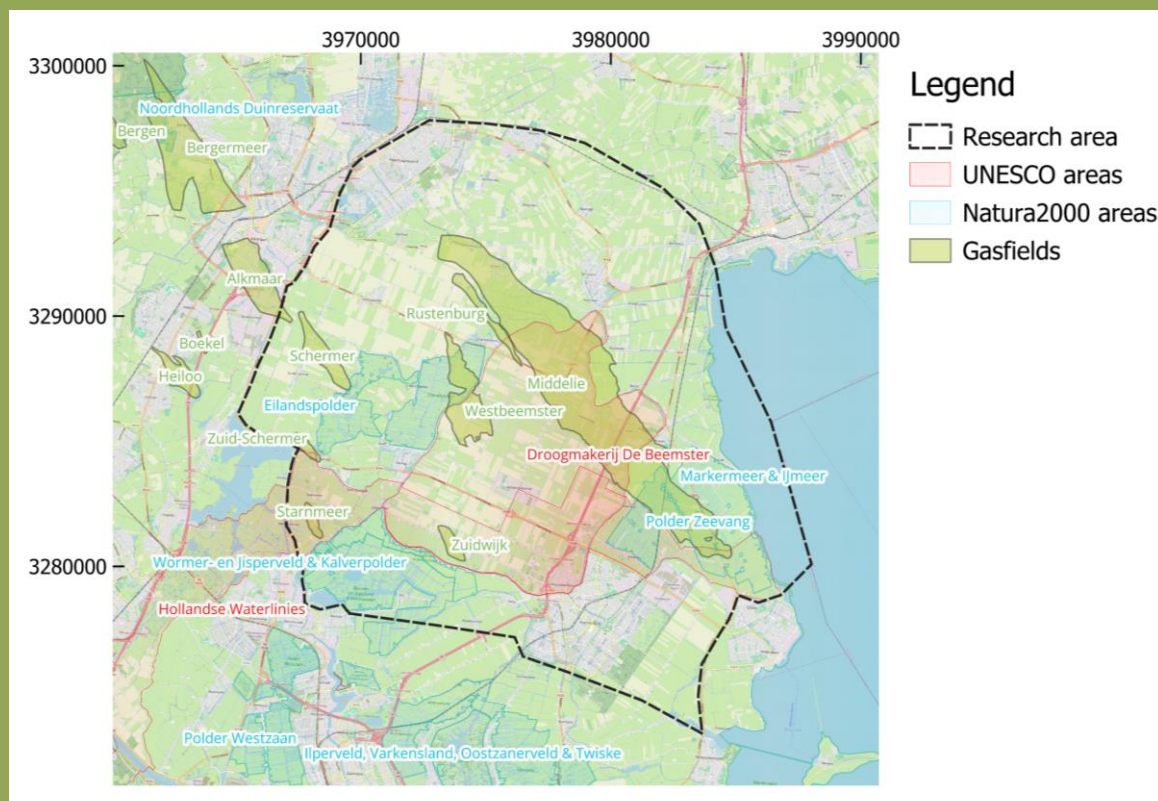 3970000 3980000 3990000
3300000
3290000
3280000
Noordhollands Duinreservaat
Bergen
Bergermeer
Alkmaar
Rustenburg
Boekel
Schermer
Heiloo
Middelie
Eilandspolder
Westbeemster
Zuid-Schermer
Droogmakerij De Beemster
Markermeer & IJmeer
Starnmeer
Polder Zeevang
Zuidwijk
Wormer- en Jisperveld & Kalverpolder
Hollandse Waterlinies
Polder Westzaan
Ilperveld, Varkensland, Oostzanerveld & Twiske
Legend
Research area
UNESCO areas
Natura2000 areas
Gasfields